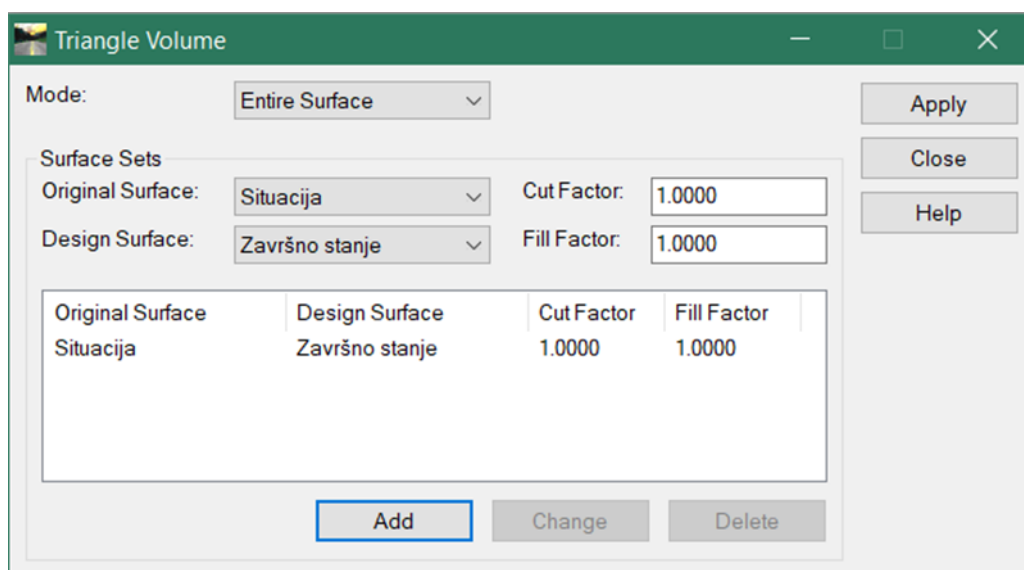 Triangle Volume
Mode: Entire Surface Apply
Surface Sets Close
Original Surface: Situacija Cut Factor: 1.0000 Help
Design Surface: Završno stanje Fill Factor: 1.0000
Original Surface Design Surface Cut Factor Fill Factor
Situacija Završno stanje 1.0000 1.0000
Add Change Delete